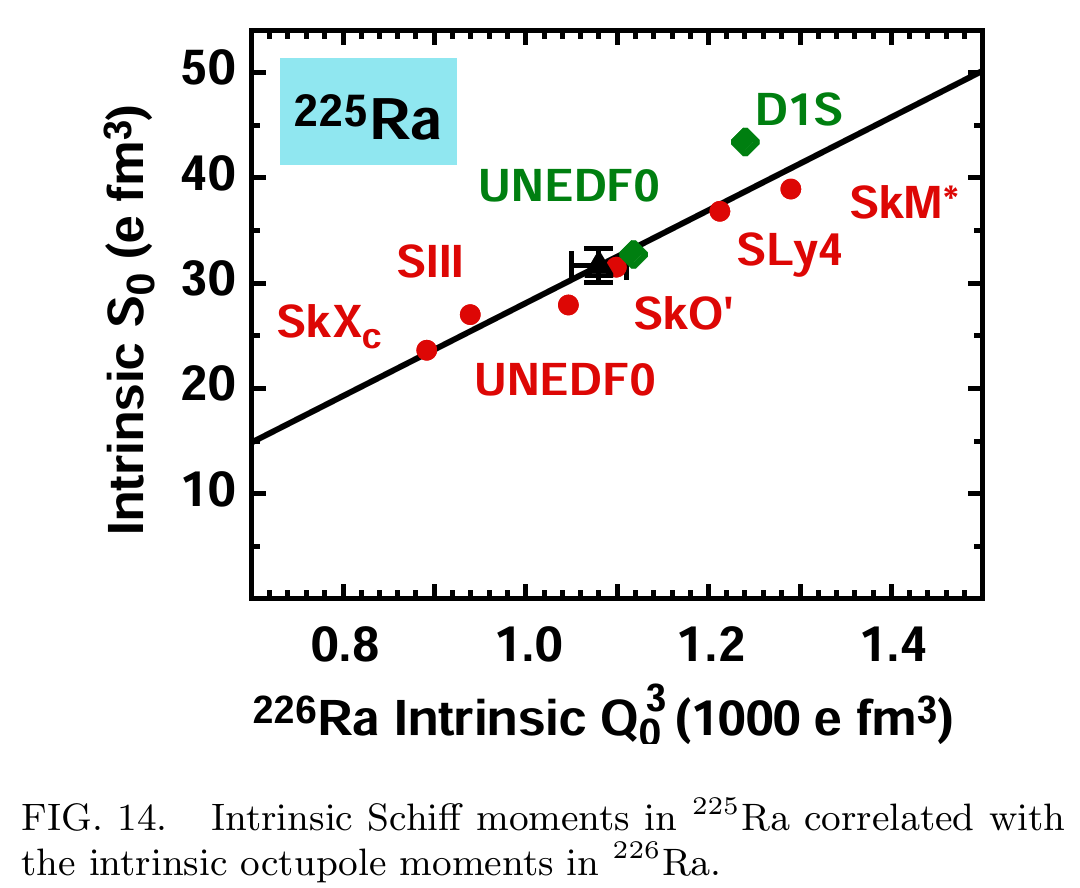 50
²²⁵Ra
D1S
40
UNEDF0
SkM*
SIII
SLy4
30
SkXc
SkO'
UNEDF0
20
10
Intrinsic S₀ (e fm³)
0.8 1.0 1.2 1.4
²²⁶Ra Intrinsic Q₀³ (1000 e fm³)
FIG. 14. Intrinsic Schiff moments in ²²⁵Ra correlated with
the intrinsic octupole moments in ²²⁶Ra.